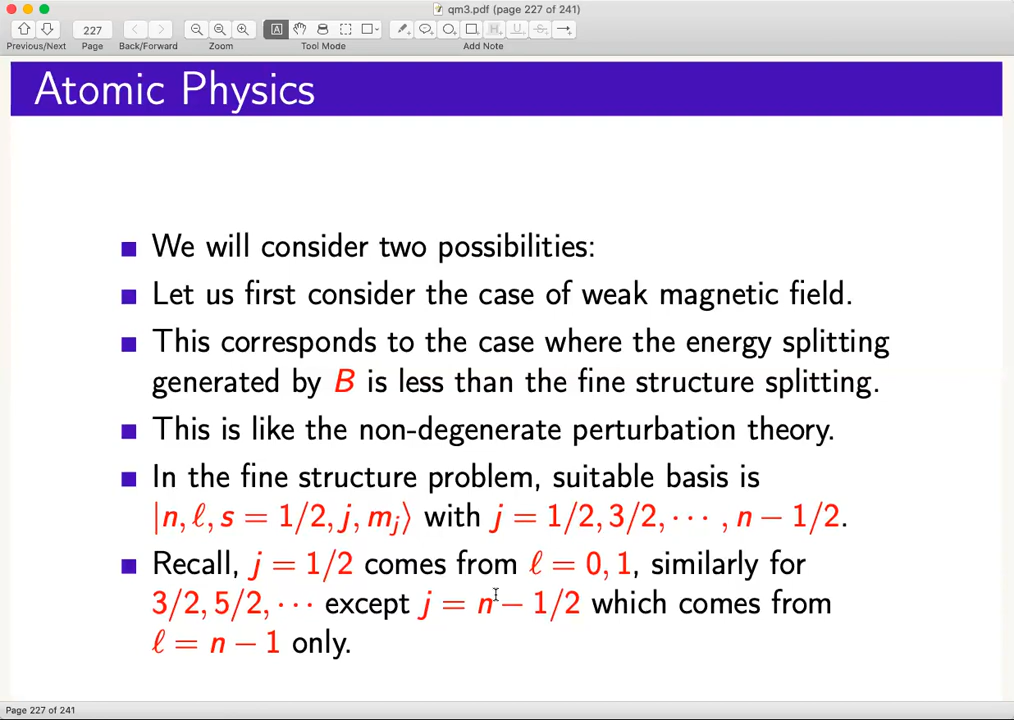 qm3.pdf (page 227 of 241)
227
Previous/Next Page Back/Forward Zoom Tool Mode Add Note
Atomic Physics
We will consider two possibilities:
Let us first consider the case of weak magnetic field.
This corresponds to the case where the energy splitting
generated by B is less than the fine structure splitting.
This is like the non-degenerate perturbation theory.
In the fine structure problem, suitable basis is
|n, ℓ, s = 1/2, j, m_j⟩ with j = 1/2, 3/2, ⋯ , n − 1/2.
Recall, j = 1/2 comes from ℓ = 0, 1, similarly for
3/2, 5/2, ⋯ except j = n − 1/2 which comes from
ℓ = n − 1 only.
Page 227 of 241